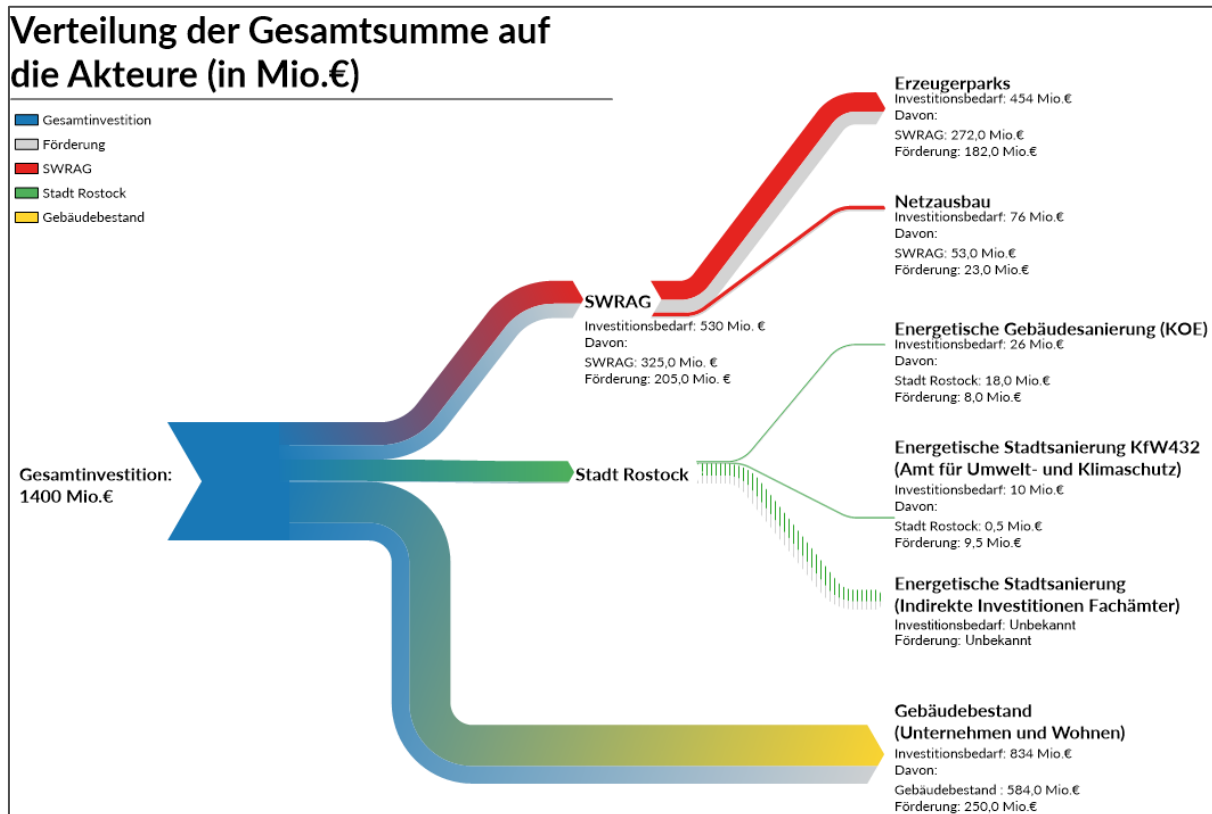 Verteilung der Gesamtsumme auf
die Akteure (in Mio.€)
Gesamtinvestition
Förderung
SWRAG
Stadt Rostock
Gebäudebestand
Gesamtinvestition:
1400 Mio.€
SWRAG
Investitionsbedarf: 530 Mio. €
Davon:
SWRAG: 325,0 Mio. €
Förderung: 205,0 Mio. €
Stadt Rostock
Erzeugerparks
Investitionsbedarf: 454 Mio.€
Davon:
SWRAG: 272,0 Mio.€
Förderung: 182,0 Mio.€
Netzausbau
Investitionsbedarf: 76 Mio.€
Davon:
SWRAG: 53,0 Mio.€
Förderung: 23,0 Mio.€
Energetische Gebäudesanierung (KOE)
Investitionsbedarf: 26 Mio.€
Davon:
Stadt Rostock: 18,0 Mio.€
Förderung: 8,0 Mio.€
Energetische Stadtsanierung KfW432
(Amt für Umwelt- und Klimaschutz)
Investitionsbedarf: 10 Mio.€
Davon:
Stadt Rostock: 0,5 Mio.€
Förderung: 9,5 Mio.€
Energetische Stadtsanierung
(Indirekte Investitionen Fachämter)
Investitionsbedarf: Unbekannt
Förderung: Unbekannt
Gebäudebestand
(Unternehmen und Wohnen)
Investitionsbedarf: 834 Mio.€
Davon:
Gebäudebestand : 584,0 Mio.€
Förderung: 250,0 Mio.€